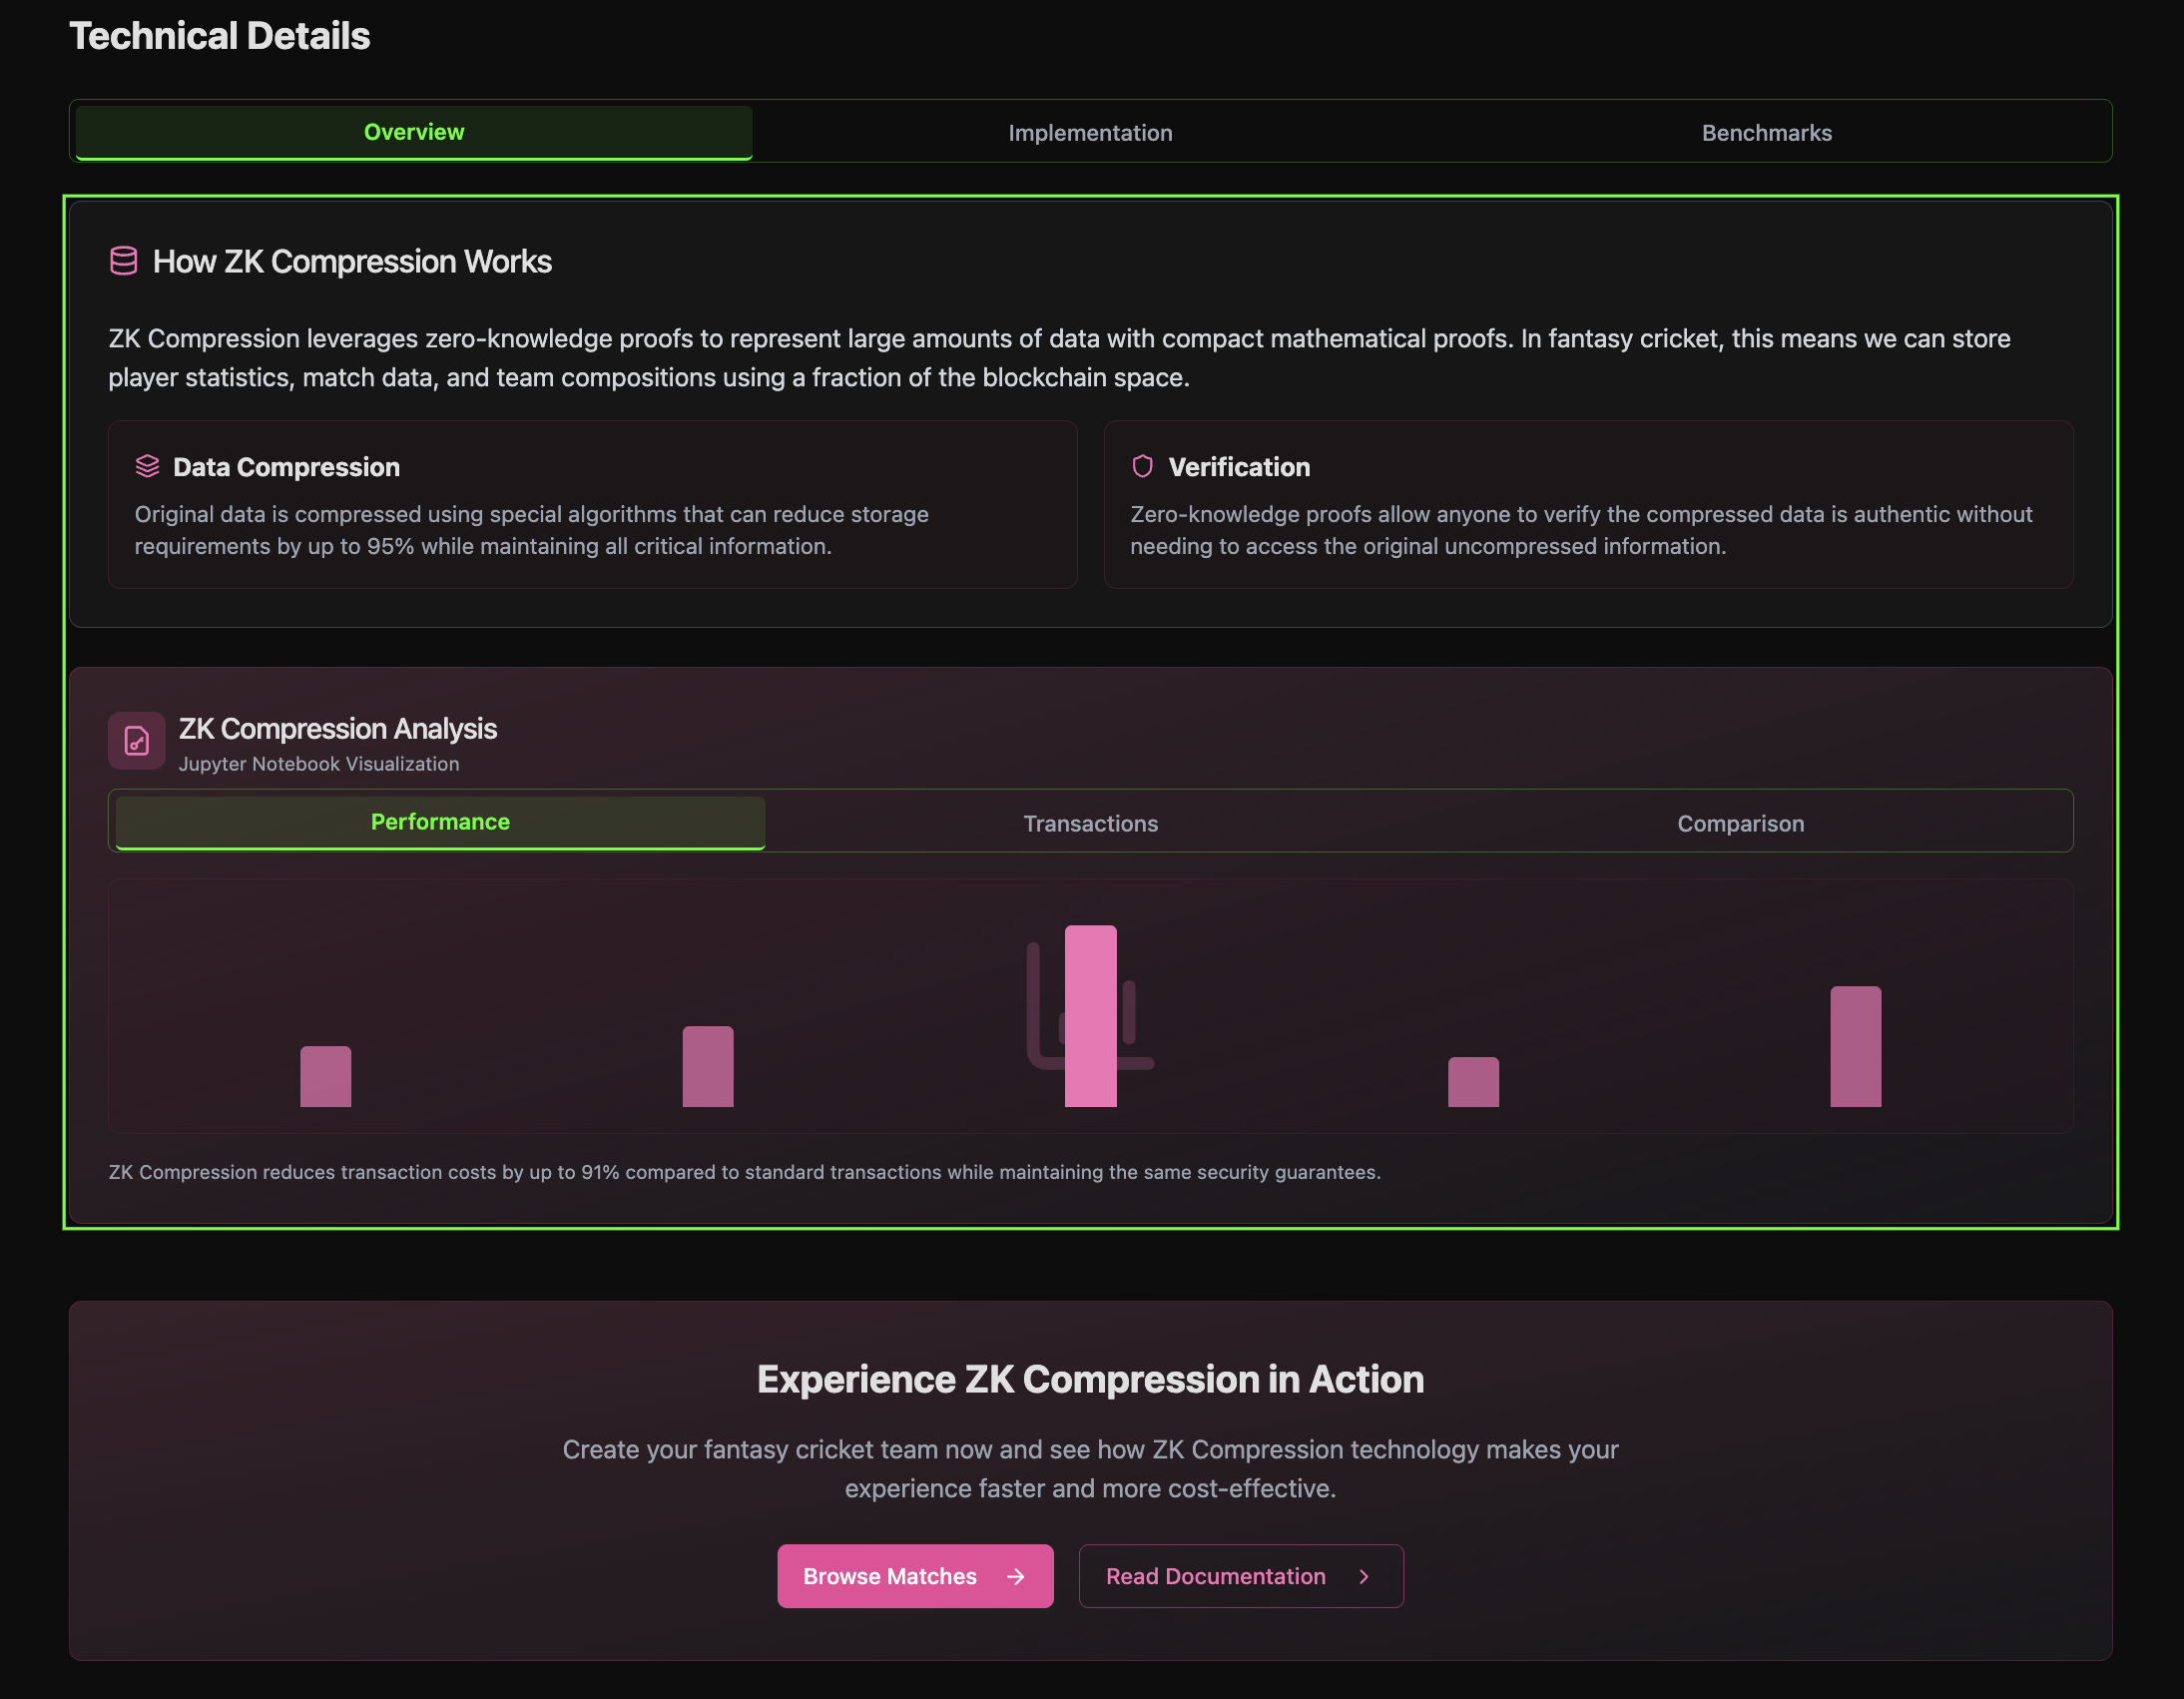 Technical Details
Overview
Implementation
Benchmarks
How ZK Compression Works
ZK Compression leverages zero-knowledge proofs to represent large amounts of data with compact mathematical proofs. In fantasy cricket, this means we can store
player statistics, match data, and team compositions using a fraction of the blockchain space.
Data Compression
Original data is compressed using special algorithms that can reduce storage
requirements by up to 95% while maintaining all critical information.
Verification
Zero-knowledge proofs allow anyone to verify the compressed data is authentic without
needing to access the original uncompressed information.
ZK Compression Analysis
Jupyter Notebook Visualization
Performance
Transactions
Comparison
ZK Compression reduces transaction costs by up to 91% compared to standard transactions while maintaining the same security guarantees.
Experience ZK Compression in Action
Create your fantasy cricket team now and see how ZK Compression technology makes your
experience faster and more cost-effective.
Browse Matches
Read Documentation